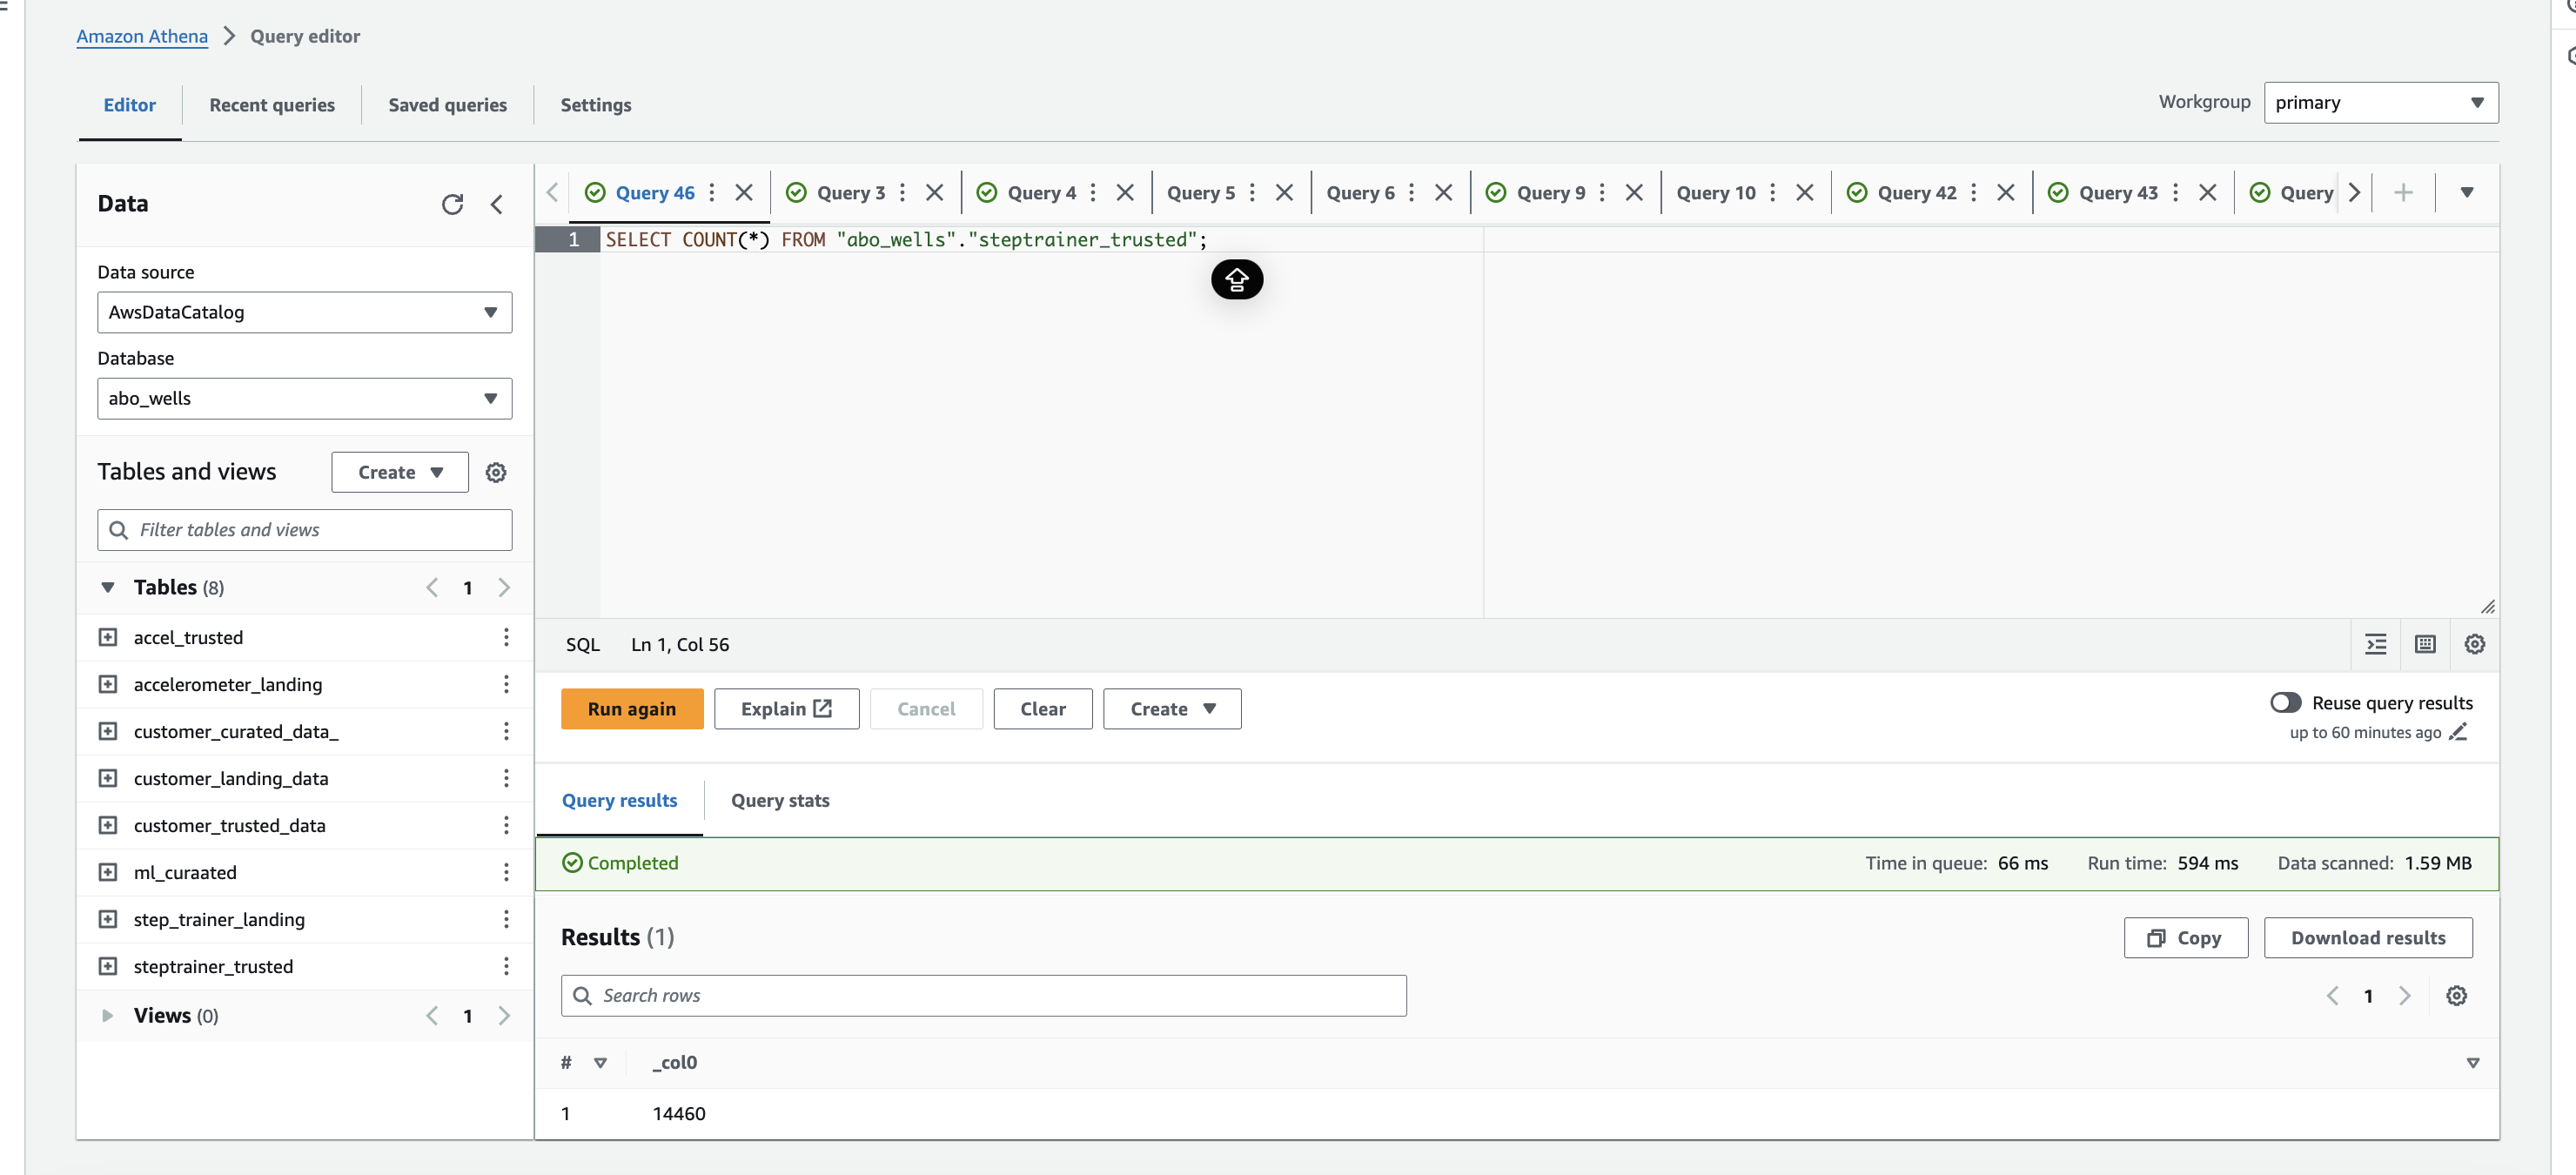 Amazon Athena > Query editor
Editor Recent queries Saved queries Settings
Workgroup primary
Data
Data source
AwsDataCatalog
Database
abo_wells
Tables and views Create
Filter tables and views
Tables (8) 1
accel_trusted
accelerometer_landing
customer_curated_data_
customer_landing_data
customer_trusted_data
ml_curaated
step_trainer_landing
steptrainer_trusted
Views (0) 1
Query 46 Query 3 Query 4 Query 5 Query 6 Query 9 Query 10 Query 42 Query 43 Query
1 SELECT COUNT(*) FROM "abo_wells"."steptrainer_trusted";
SQL Ln 1, Col 56
Run again Explain Cancel Clear Create
Reuse query results
up to 60 minutes ago
Query results Query stats
Completed Time in queue: 66 ms Run time: 594 ms Data scanned: 1.59 MB
Results (1) Copy Download results
Search rows 1
# _col0
1 14460